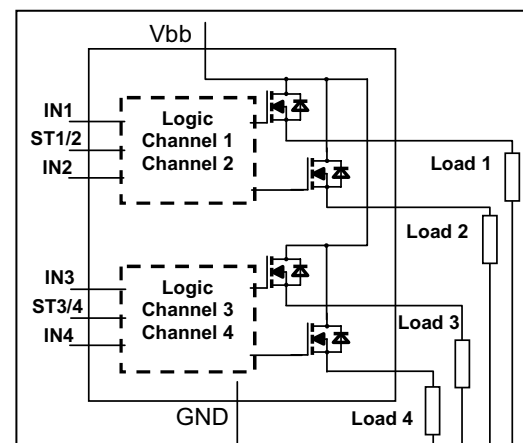 Vbb
IN1
ST1/2
IN2
Logic
Channel 1
Channel 2
Load 1
Load 2
IN3
ST3/4
IN4
Logic
Channel 3
Channel 4
Load 3
Load 4
GND